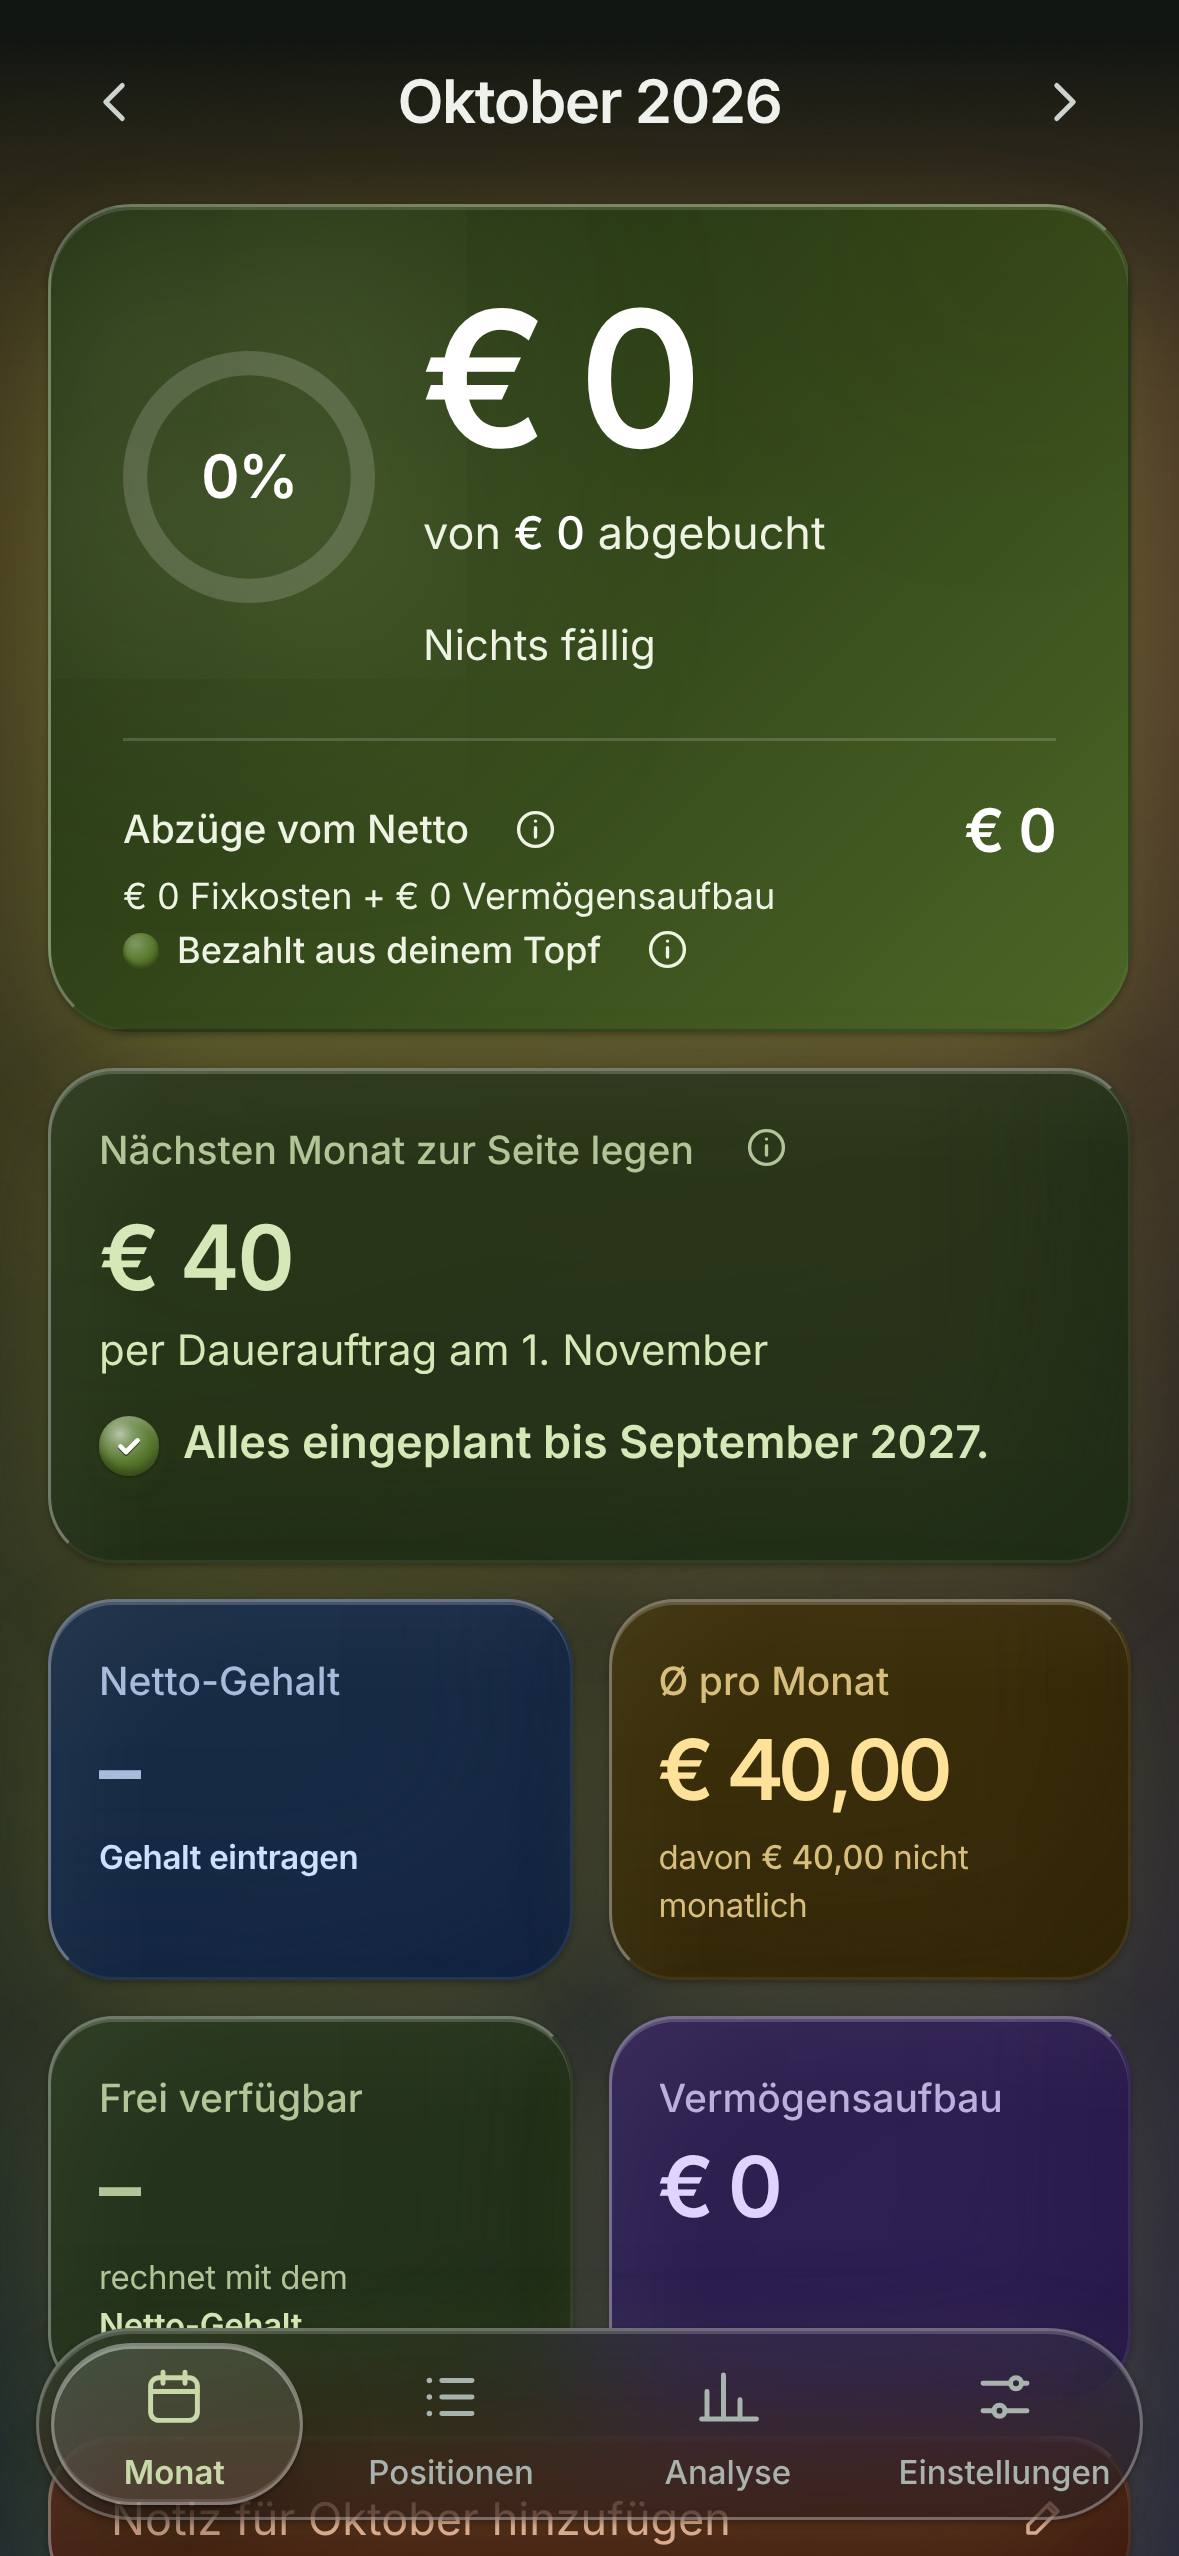 Oktober 2026
€ 0
0%
von € 0 abgebucht
Nichts fällig
Abzüge vom Netto
€ 0
€ 0 Fixkosten + € 0 Vermögensaufbau
Bezahlt aus deinem Topf
Nächsten Monat zur Seite legen
€ 40
per Dauerauftrag am 1. November
Alles eingeplant bis September 2027.
Netto-Gehalt
–
Gehalt eintragen
Ø pro Monat
€ 40,00
davon € 40,00 nicht
monatlich
Frei verfügbar
–
rechnet mit dem
Netto-Gehalt
Vermögensaufbau
€ 0
Monat
Positionen
Analyse
Einstellungen
Notiz für Oktober hinzufügen